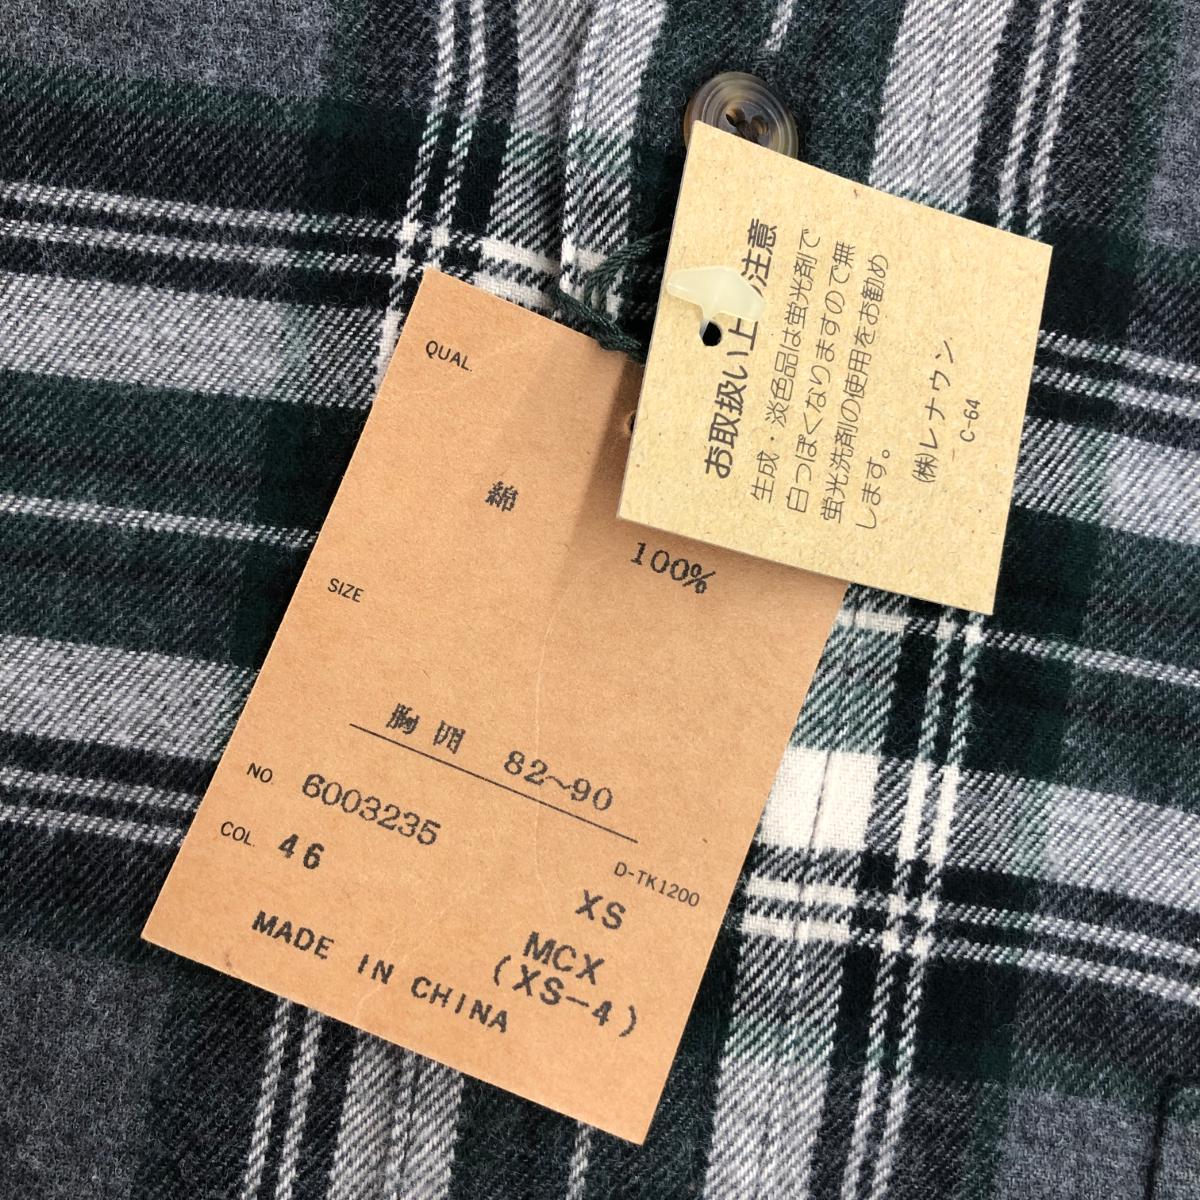 お取扱い上 注意
生成・淡色品は蛍光剤で
白っぽくなりますので無
蛍光洗剤の使用をお勧め
します。
(株)レナウン
C-64
QUAL.
綿 100%
SIZE
胸囲 82~90
NO. 6003235
COL. 46
D-TK1200
XS
MCX
(XS-4)
MADE IN CHINA